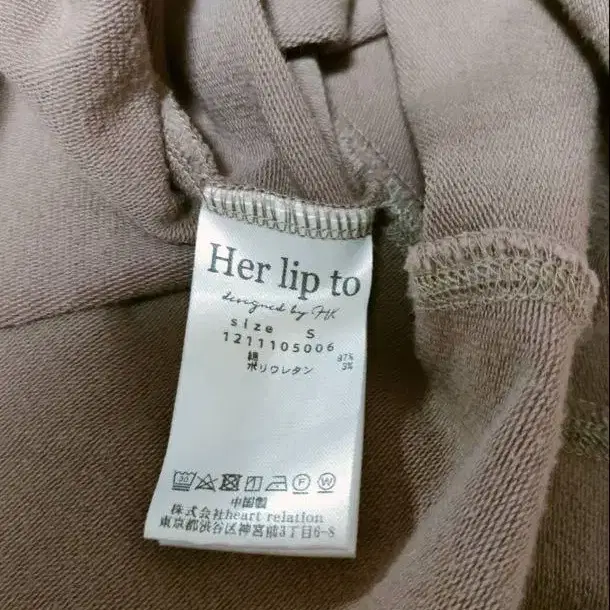 Her lip to
designed by HK
size S
1211105006
綿 97%
ポリウレタン 3%
30 F W
中国製
株式会社heart relation
東京都渋谷区神宮前3丁目6-8